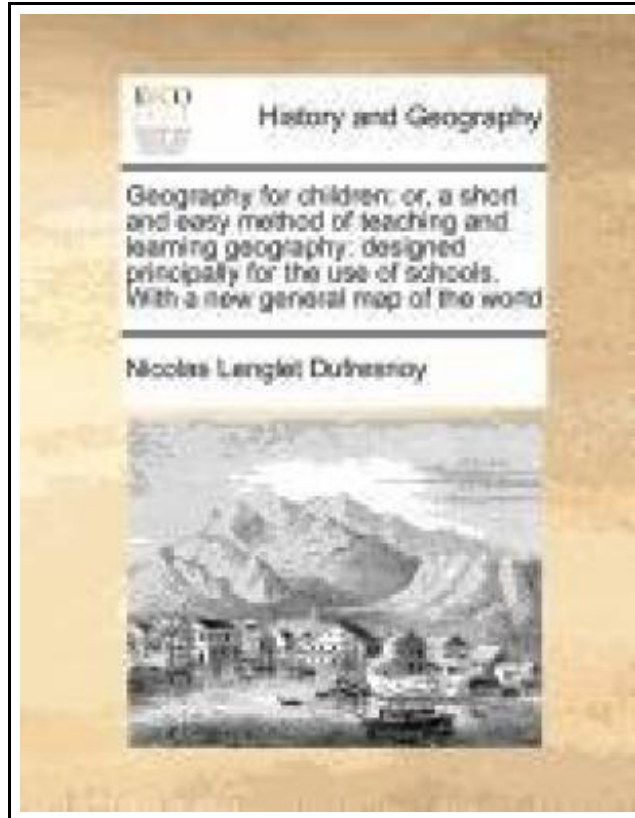 ECCO
History and Geography
Geography for children: or, a short
and easy method of teaching and
learning geography: designed
principally for the use of schools.
With a new general map of the world
Nicolas Lenglet Dufresnoy